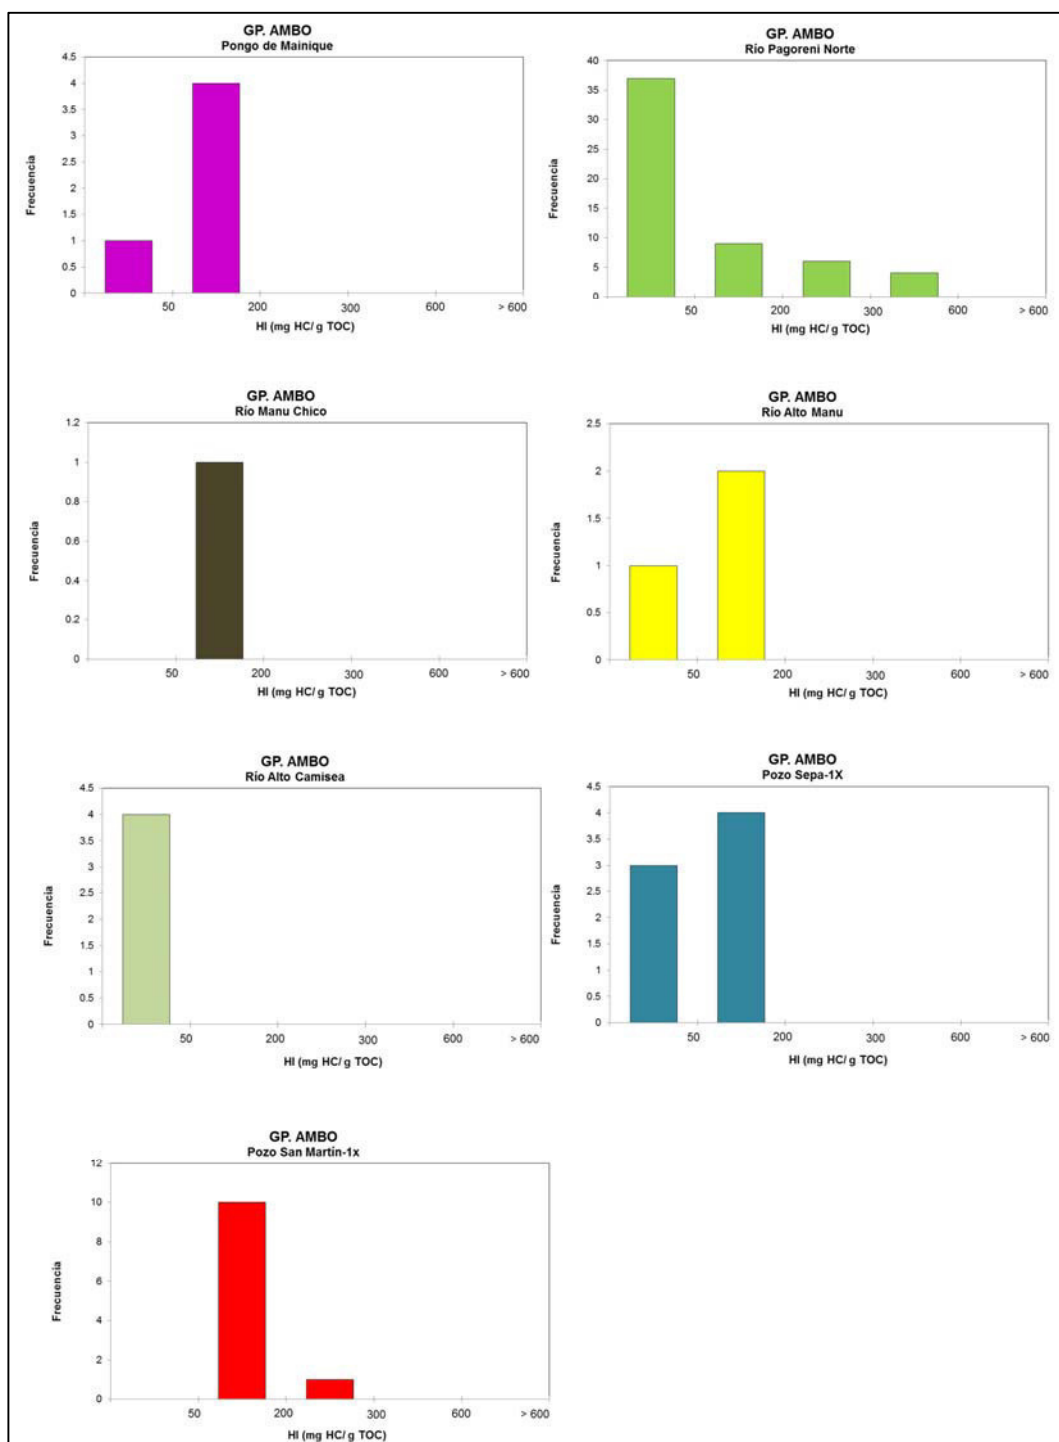 GP. AMBO
Pongo de Mainique
4.5
4
3.5
3
2.5
2
1.5
1
0.5
0
Frecuencia
50 200 300 600 > 600
HI (mg HC/ g TOC)
GP. AMBO
Río Pagoreni Norte
40
35
30
25
20
15
10
5
0
Frecuencia
50 200 300 600 > 600
HI (mg HC/ g TOC)
GP. AMBO
Río Manu Chico
1.2
1
0.8
0.6
0.4
0.2
0
Frecuencia
50 200 300 600 > 600
HI (mg HC/ g TOC)
GP. AMBO
Río Alto Manu
2.5
2
1.5
1
0.5
0
Frecuencia
50 200 300 600 > 600
HI (mg HC/ g TOC)
GP. AMBO
Río Alto Camisea
4.5
4
3.5
3
2.5
2
1.5
1
0.5
0
Frecuencia
50 200 300 600 > 600
HI (mg HC/ g TOC)
GP. AMBO
Pozo Sepa-1X
4.5
4
3.5
3
2.5
2
1.5
1
0.5
0
Frecuencia
50 200 300 600 > 600
HI (mg HC/ g TOC)
GP. AMBO
Pozo San Martín-1x
12
10
8
6
4
2
0
Frecuencia
50 200 300 600 > 600
HI (mg HC/ g TOC)